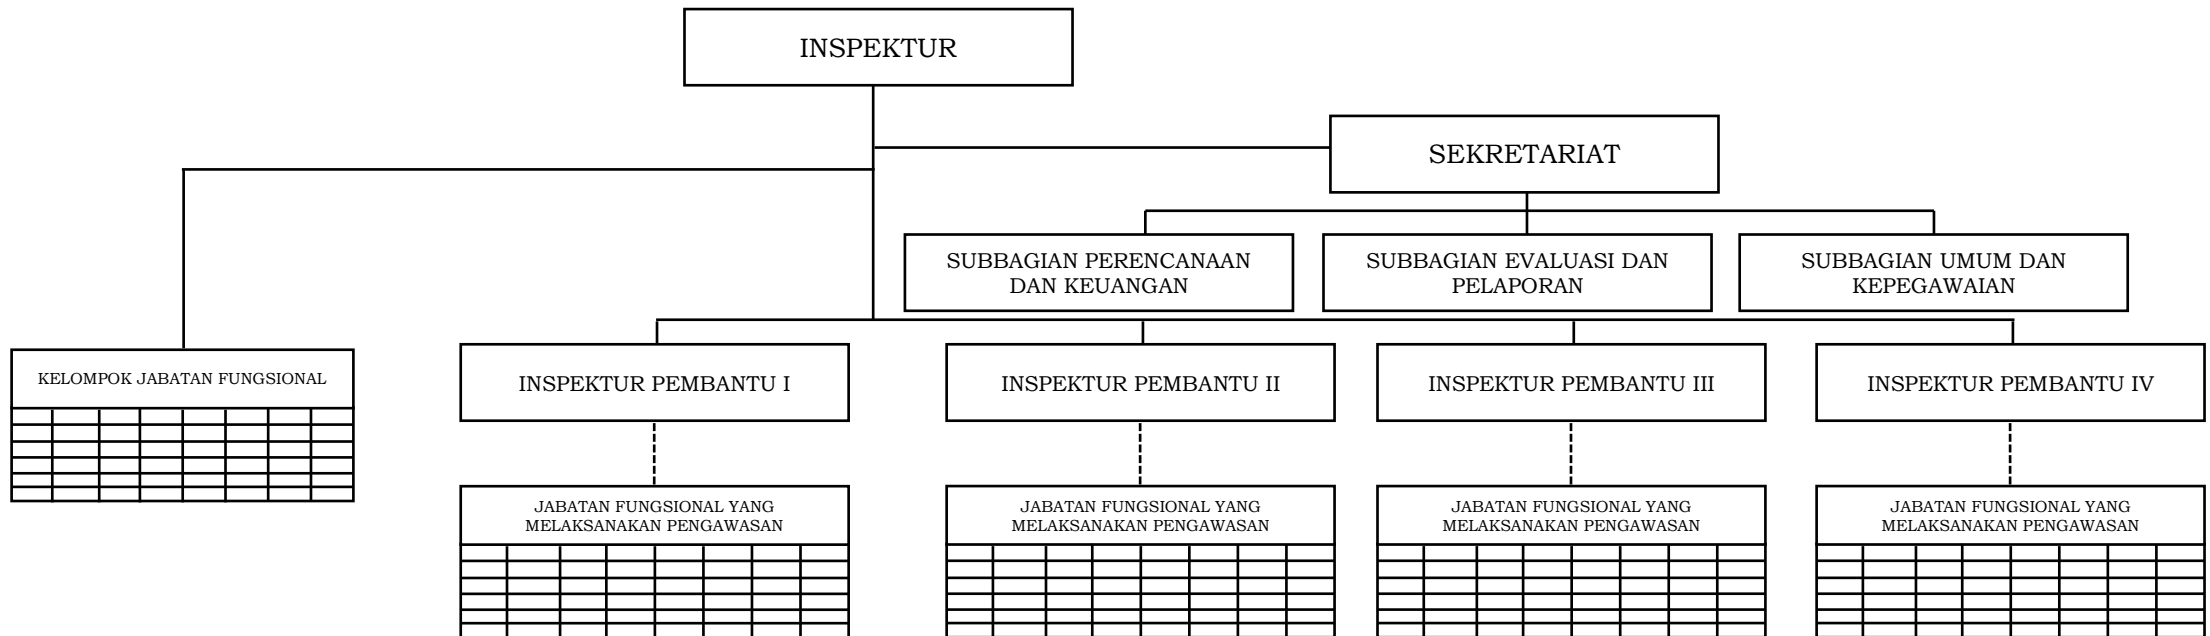 INSPEKTUR
SEKRETARIAT
SUBBAGIAN PERENCANAAN
DAN KEUANGAN
SUBBAGIAN EVALUASI DAN
PELAPORAN
SUBBAGIAN UMUM DAN
KEPEGAWAIAN
KELOMPOK JABATAN FUNGSIONAL
INSPEKTUR PEMBANTU I
INSPEKTUR PEMBANTU II
INSPEKTUR PEMBANTU III
INSPEKTUR PEMBANTU IV
JABATAN FUNGSIONAL YANG
MELAKSANAKAN PENGAWASAN
JABATAN FUNGSIONAL YANG
MELAKSANAKAN PENGAWASAN
JABATAN FUNGSIONAL YANG
MELAKSANAKAN PENGAWASAN
JABATAN FUNGSIONAL YANG
MELAKSANAKAN PENGAWASAN